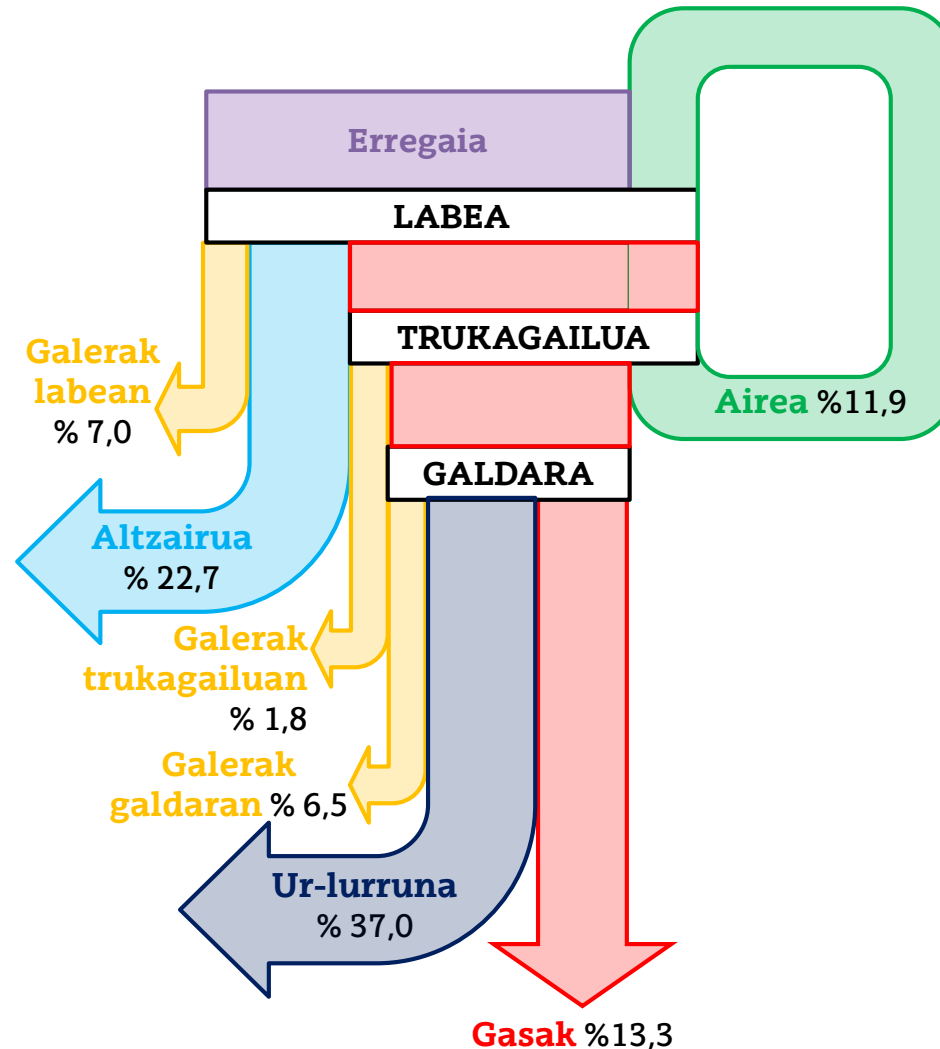 Erregaia
LABEA
TRUKAGAILUA
Galerak
labean
% 7,0
Airea %11,9
GALDARA
Altzairua
% 22,7
Galerak
trukagailuan
% 1,8
Galerak
galdaran % 6,5
Ur-lurruna
% 37,0
Gasak %13,3